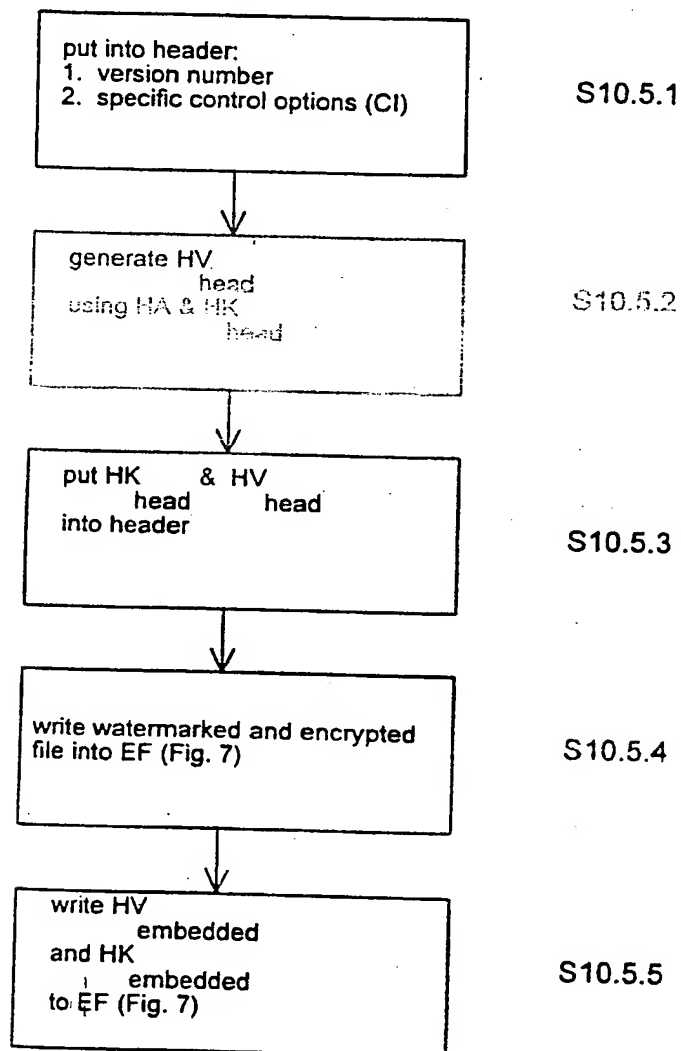 put into header:
1. version number
2. specific control options (CI)
S10.5.1
generate HV
head
using HA & HK
head
S10.5.2
put HK & HV
head head
into header
S10.5.3
write watermarked and encrypted
file into EF (Fig. 7)
S10.5.4
write HV
embedded
and HK
embedded
to EF (Fig. 7)
S10.5.5